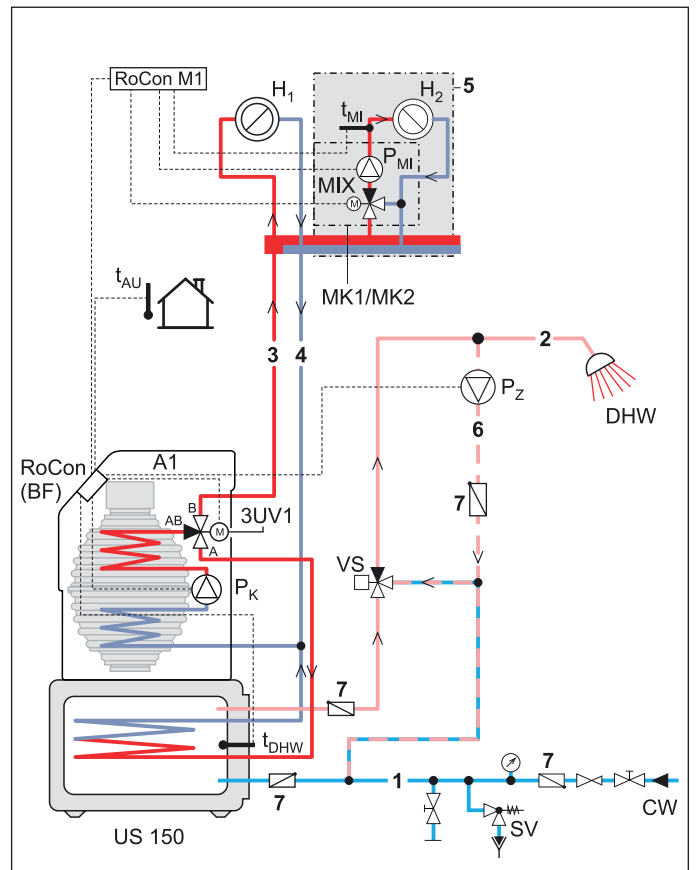 RoCon M1
H1
tMI
H2
5
PMI
MIX
M
MK1/MK2
tAU
3
4
2
PZ
DHW
6
RoCon
(BF)
A1
B
AB
M
3UV1
A
7
VS
PK
7
tDHW
7
1
7
CW
SV
US 150